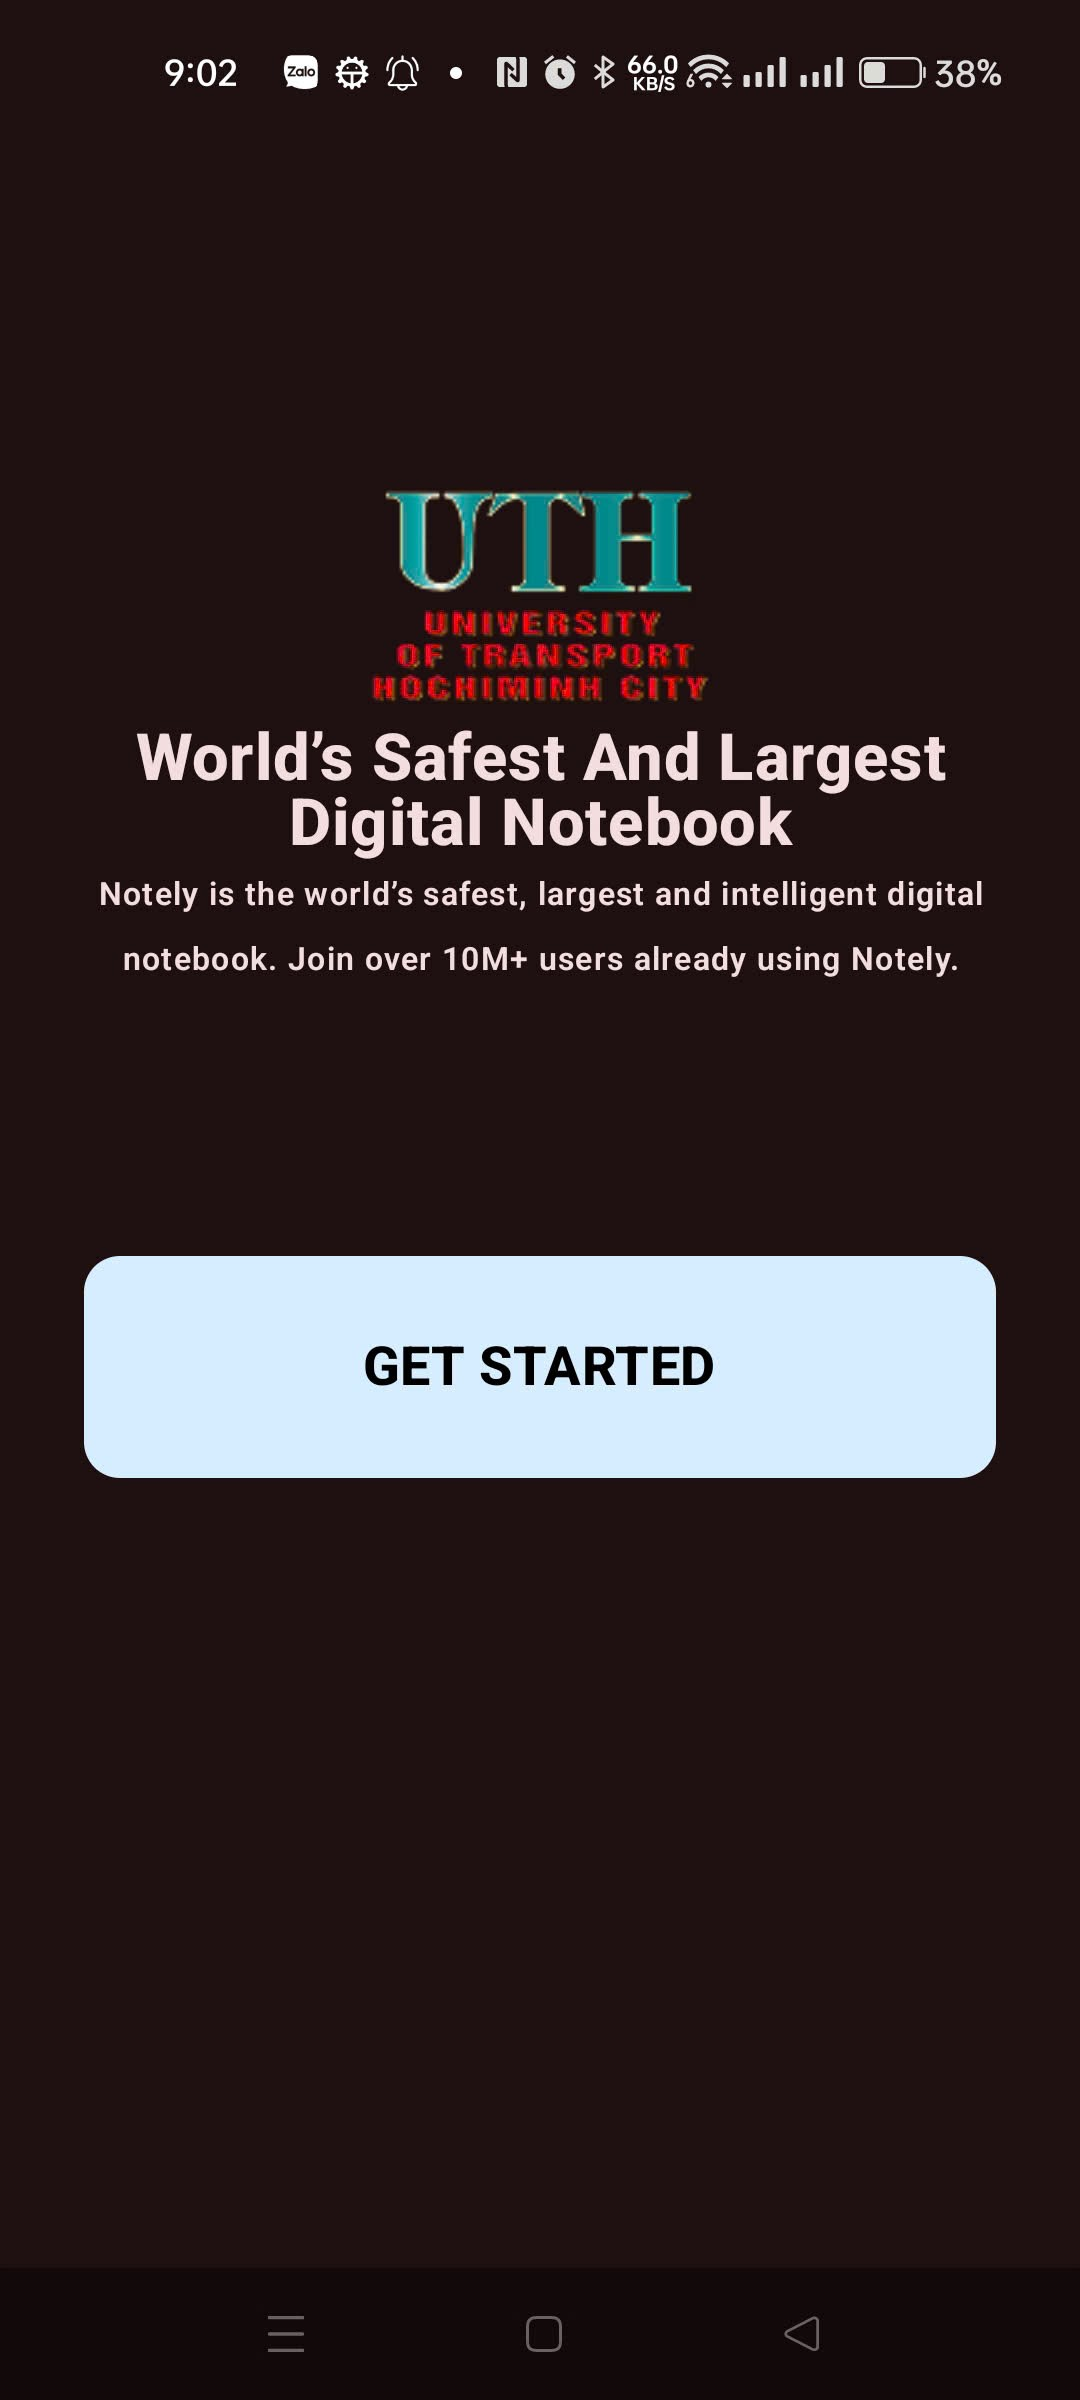 9:02 Zalo 66.0 KB/S 6 38%
UTH
UNIVERSITY
OF TRANSPORT
HOCHIMINH CITY
World’s Safest And Largest
Digital Notebook
Notely is the world’s safest, largest and intelligent digital
notebook. Join over 10M+ users already using Notely.
GET STARTED